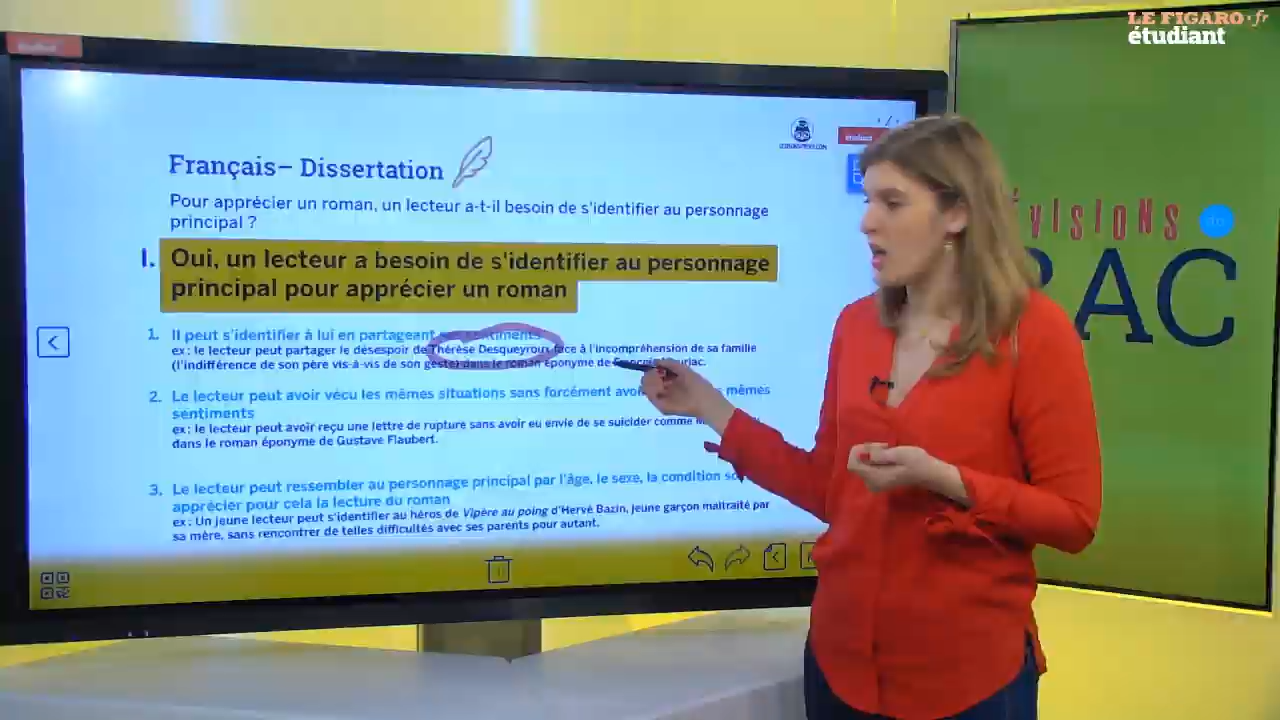 LE FIGARO.fr
étudiant
étudiant
étudiant
Français– Dissertation
Pour apprécier un roman, un lecteur a-t-il besoin de s'identifier au personnage
principal ?
I. Oui, un lecteur a besoin de s'identifier au personnage
principal pour apprécier un roman
1. Il peut s'identifier à lui en partageant sentiments
ex : le lecteur peut partager le désespoir de Thérèse Desqueyroux face à l'incompréhension de sa famille
(l'indifférence de son père vis-à-vis de son geste) dans le roman éponyme de
2. Le lecteur peut avoir vécu les mêmes situations sans forcément mêmes
sentiments
ex : le lecteur peut avoir reçu une lettre de rupture sans avoir eu envie de se suicider comme
dans le roman éponyme de Gustave Flaubert.
3. Le lecteur peut ressembler au personnage principal par l'âge, le sexe, la condition
apprécier pour cela la lecture du roman
ex : Un jeune lecteur peut s'identifier au héros de Vipère au poing d'Hervé Bazin, jeune garçon maltraité par
sa mère, sans rencontrer de telles difficultés avec ses parents pour autant.
du
AC